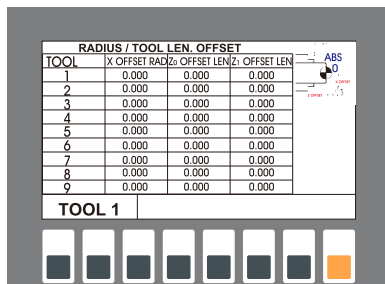 RADIUS / TOOL LEN. OFFSET
TOOL X OFFSET RAD Z0 OFFSET LEN Z1 OFFSET LEN
1 0.000 0.000 0.000
2 0.000 0.000 0.000
3 0.000 0.000 0.000
4 0.000 0.000 0.000
5 0.000 0.000 0.000
6 0.000 0.000 0.000
7 0.000 0.000 0.000
8 0.000 0.000 0.000
9 0.000 0.000 0.000
ABS
0
X OFFSET
Z OFFSET
TOOL 1